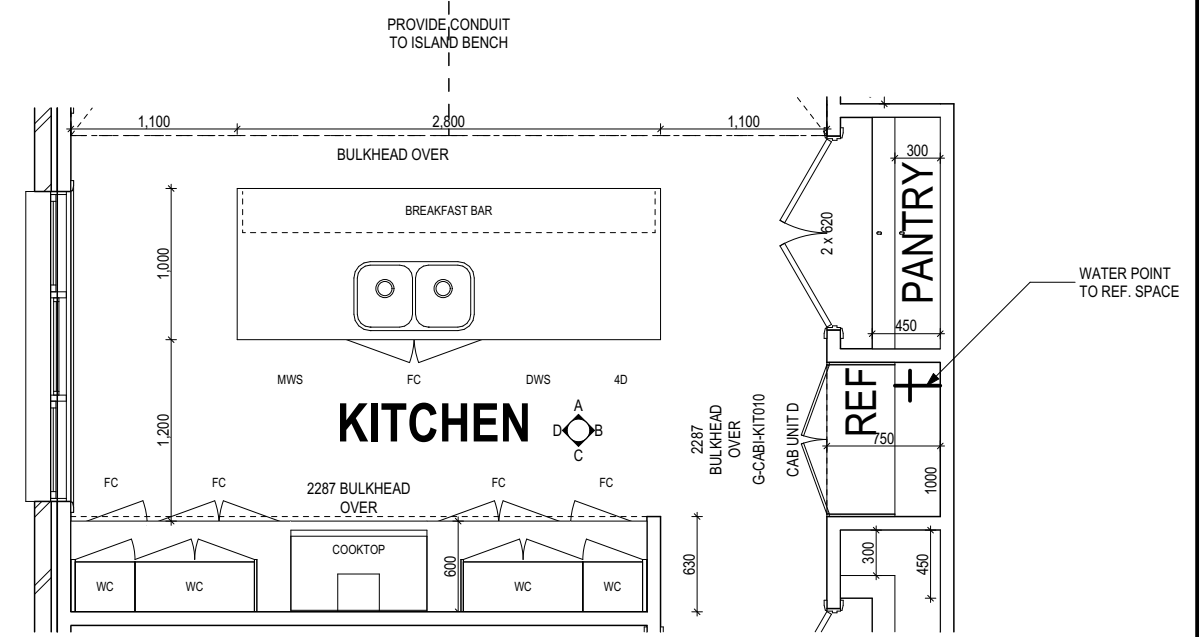 PROVIDE CONDUIT
TO ISLAND BENCH
1,100
2,800
1,100
BULKHEAD OVER
300
BREAKFAST BAR
2 x 620
PANTRY
1,000
WATER POINT
TO REF. SPACE
450
MWS
FC
DWS
4D
KITCHEN
A
D
B
C
2287
BULKHEAD
OVER
G-CABI-KIT010
CAB UNIT D
REF
750
1,200
1000
FC
FC
2287 BULKHEAD
OVER
FC
FC
COOKTOP
600
630
300
450
WC
WC
WC
WC